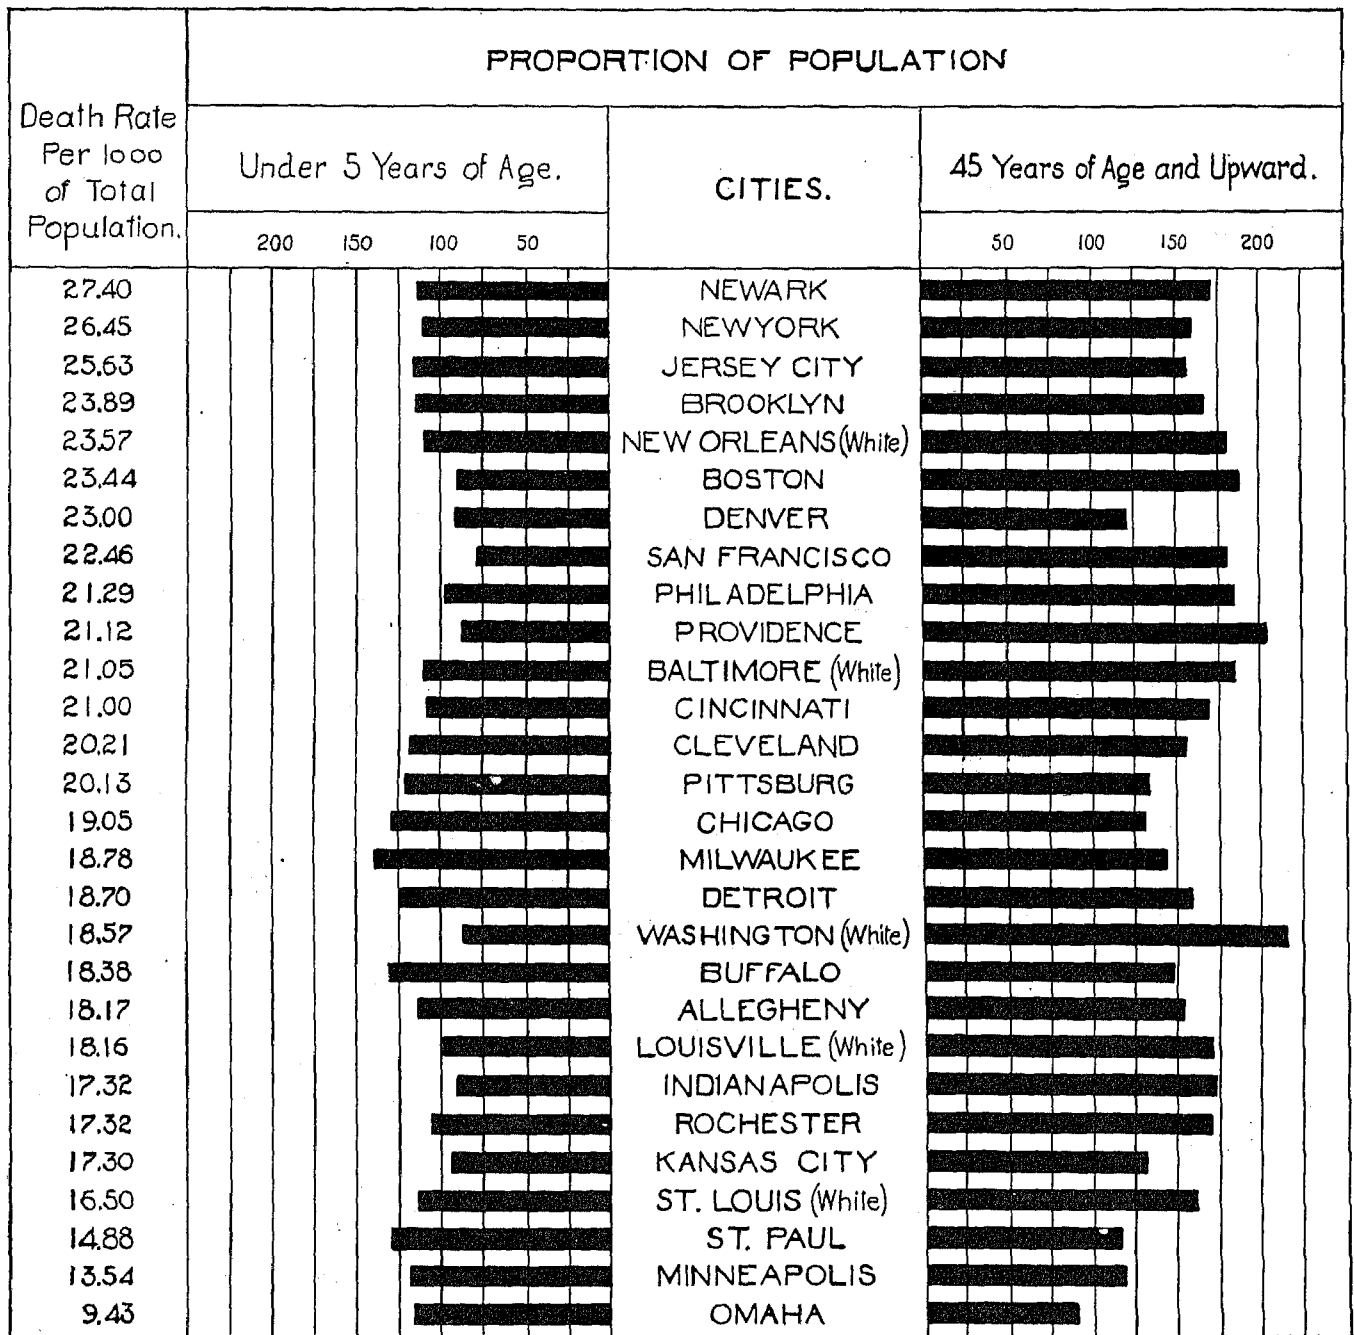 PROPORTION OF POPULATION
Death Rate
Per 1000
of Total
Population.
Under 5 Years of Age.
CITIES.
45 Years of Age and Upward.
200 150 100 50
50 100 150 200
27.40 NEWARK
26.45 NEW YORK
25.63 JERSEY CITY
23.89 BROOKLYN
23.57 NEW ORLEANS (White)
23.44 BOSTON
23.00 DENVER
22.46 SAN FRANCISCO
21.29 PHILADELPHIA
21.12 PROVIDENCE
21.05 BALTIMORE (White)
21.00 CINCINNATI
20.21 CLEVELAND
20.13 PITTSBURG
19.05 CHICAGO
18.78 MILWAUKEE
18.70 DETROIT
18.57 WASHINGTON (White)
18.38 BUFFALO
18.17 ALLEGHENY
18.16 LOUISVILLE (White)
17.32 INDIANAPOLIS
17.32 ROCHESTER
17.30 KANSAS CITY
16.50 ST. LOUIS (White)
14.88 ST. PAUL
13.54 MINNEAPOLIS
9.43 OMAHA